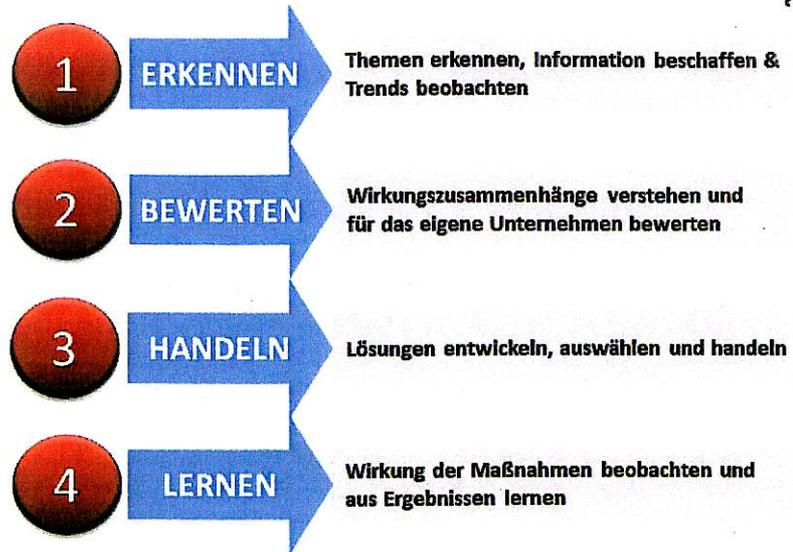 1
ERKENNEN
Themen erkennen, Information beschaffen &
Trends beobachten
2
BEWERTEN
Wirkungszusammenhänge verstehen und
für das eigene Unternehmen bewerten
3
HANDELN
Lösungen entwickeln, auswählen und handeln
4
LERNEN
Wirkung der Maßnahmen beobachten und
aus Ergebnissen lernen